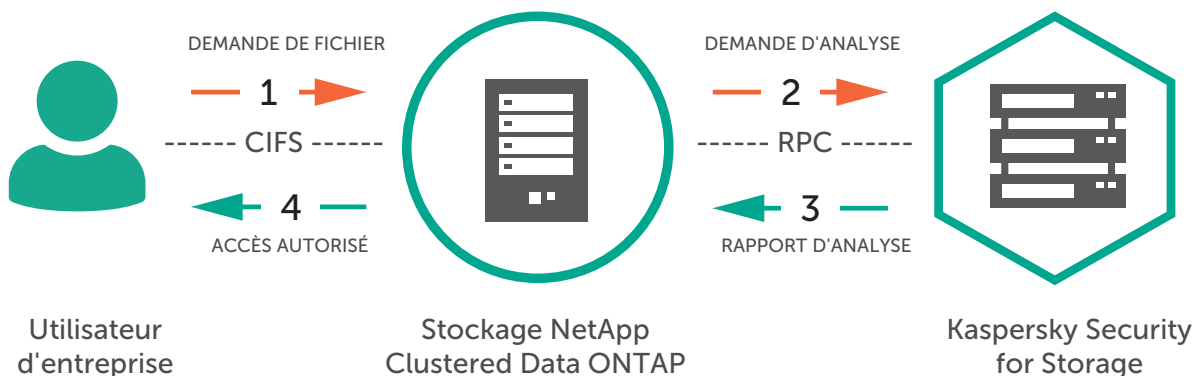 DEMANDE DE FICHIER
1
CIFS
4
ACCÈS AUTORISÉ
DEMANDE D'ANALYSE
2
RPC
3
RAPPORT D'ANALYSE
Utilisateur
d'entreprise
Stockage NetApp
Clustered Data ONTAP
Kaspersky Security
for Storage